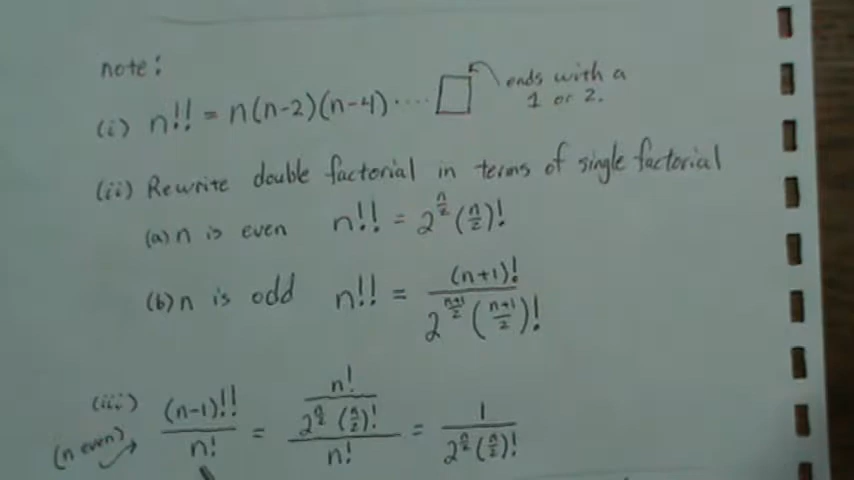 note:
(i) n!! = n(n-2)(n-4)····□ ends with a 1 or 2.
(ii) Rewrite double factorial in terms of single factorial
(a) n is even n!! = 2^(n/2) (n/2)!
(b) n is odd n!! = (n+1)! / (2^((n+1)/2) ((n+1)/2)!)
(iii) (n even) (n-1)!! / n! = (n! / (2^(n/2) (n/2)!)) / n! = 1 / (2^(n/2) (n/2)!)